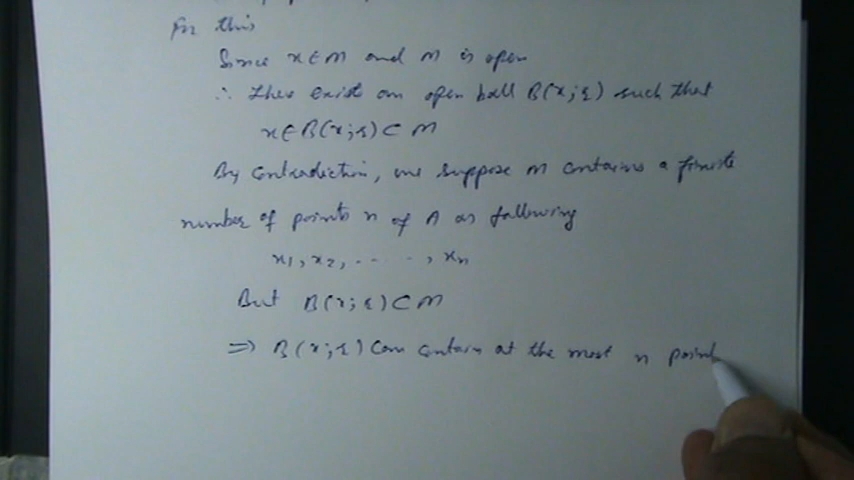 For this
Since x ∈ M and M is open
∴ there exists an open ball B(x; r) such that
x ∈ B(x; r) ⊂ M
By contradiction, we suppose M contains a finite
number of points n of A as following
x1, x2, - - - -, xn
But B(x; r) ⊂ M
⇒ B(x; r) can contain at the most n point